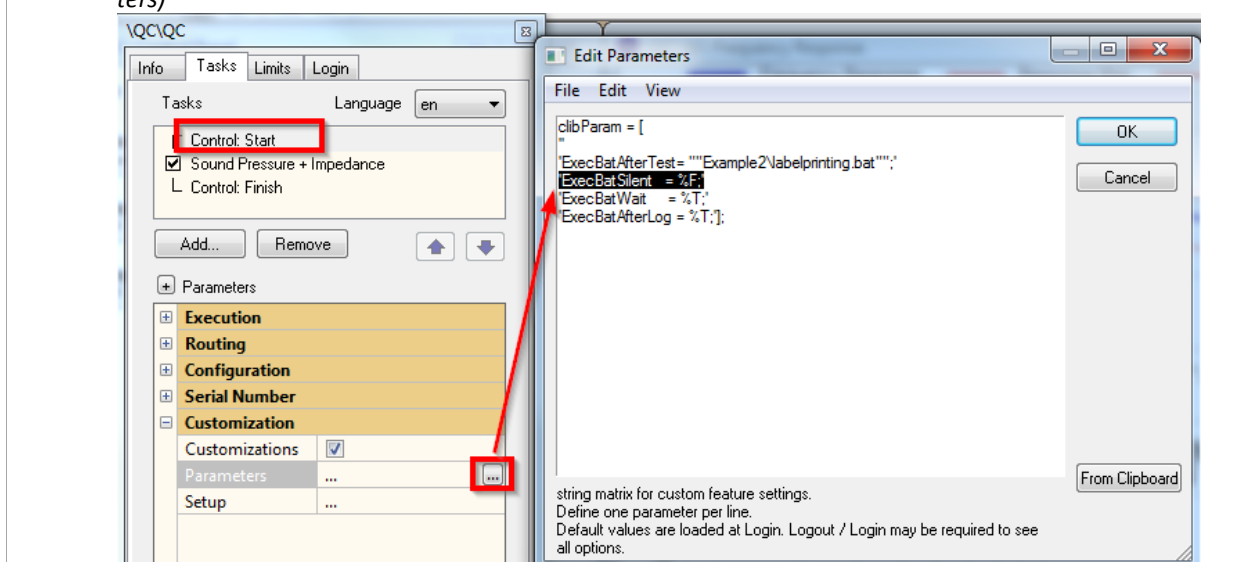 ters)
\QC\QC
Info Tasks Limits Login
Tasks Language en
Control: Start
Sound Pressure + Impedance
Control: Finish
Add... Remove
Parameters
Execution
Routing
Configuration
Serial Number
Customization
Customizations
Parameters ... ...
Setup ...
Edit Parameters
File Edit View
clibParam = [
''
'ExecBatAfterTest= ""Example2\labelprinting.bat"";'
'ExecBatSilent = %F;'
'ExecBatWait = %T;'
'ExecBatAfterLog = %T;'];
OK
Cancel
From Clipboard
string matrix for custom feature settings.
Define one parameter per line.
Default values are loaded at Login. Logout / Login may be required to see
all options.